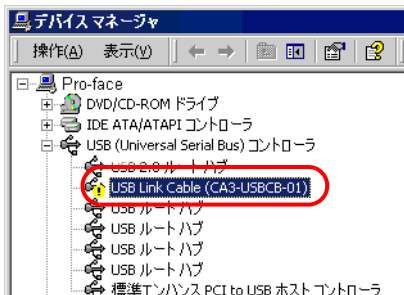 デバイス マネージャ
操作(A) 表示(V)
Pro-face
DVD/CD-ROM ドライブ
IDE ATA/ATAPI コントローラ
USB (Universal Serial Bus) コントローラ
USB 2.0 ルート ハブ
USB Link Cable (CA3-USBCB-01)
USB ルート ハブ
USB ルート ハブ
USB ルート ハブ
USB ルート ハブ
標準エンハンス PCI to USB ホスト コントローラ